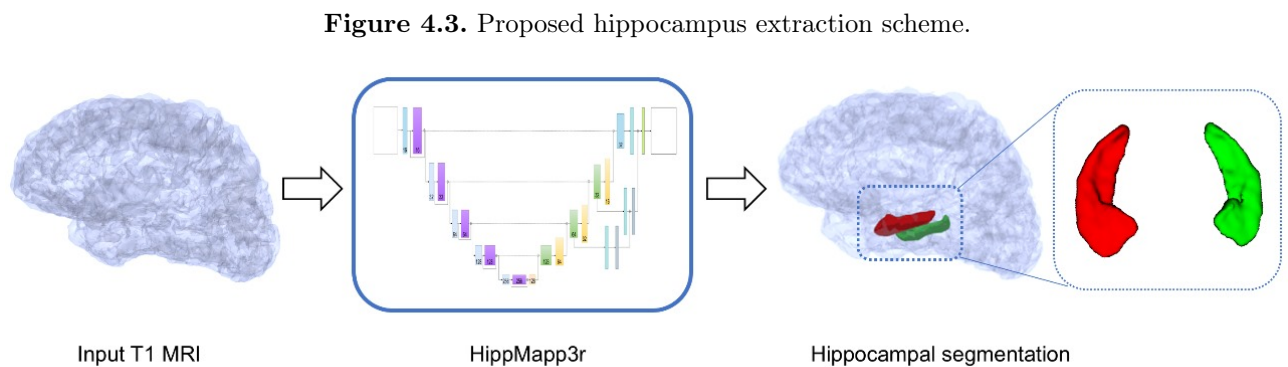 Figure 4.3. Proposed hippocampus extraction scheme.
Input T1 MRI
HippMapp3r
Hippocampal segmentation